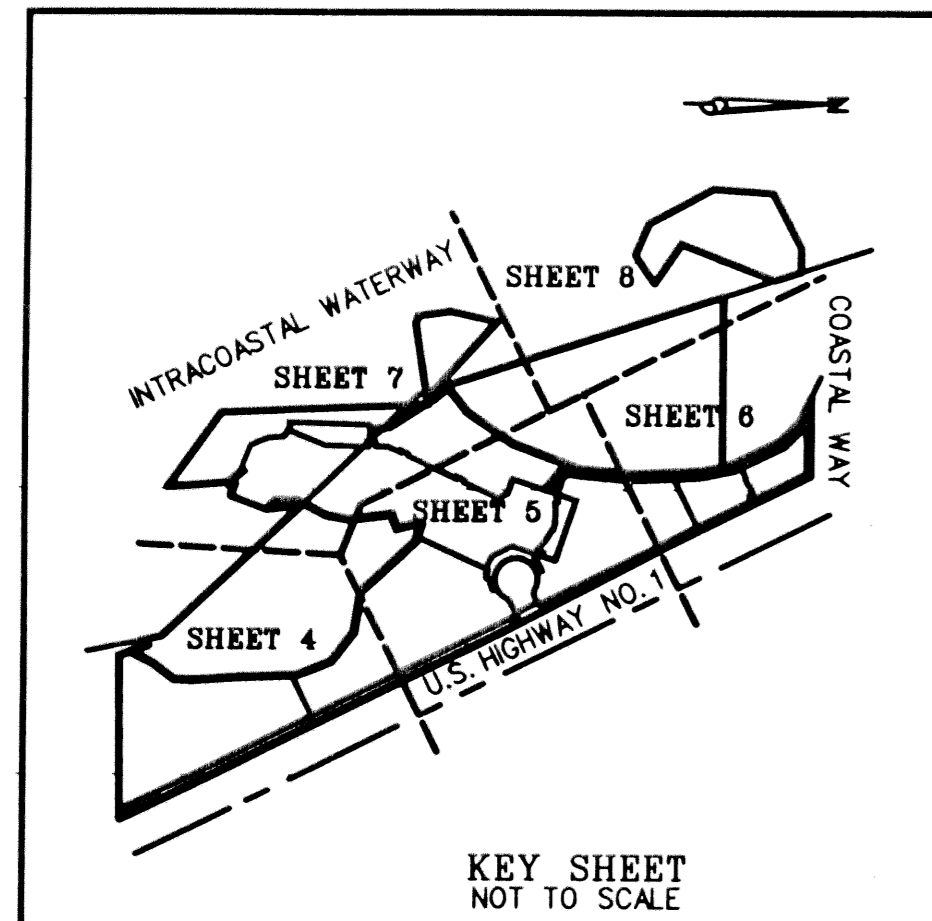 N
INTRACOASTAL WATERWAY
SHEET 8
COASTAL WAY
SHEET 7
SHEET 6
SHEET 5
SHEET 4
U.S. HIGHWAY NO. 1
KEY SHEET
NOT TO SCALE